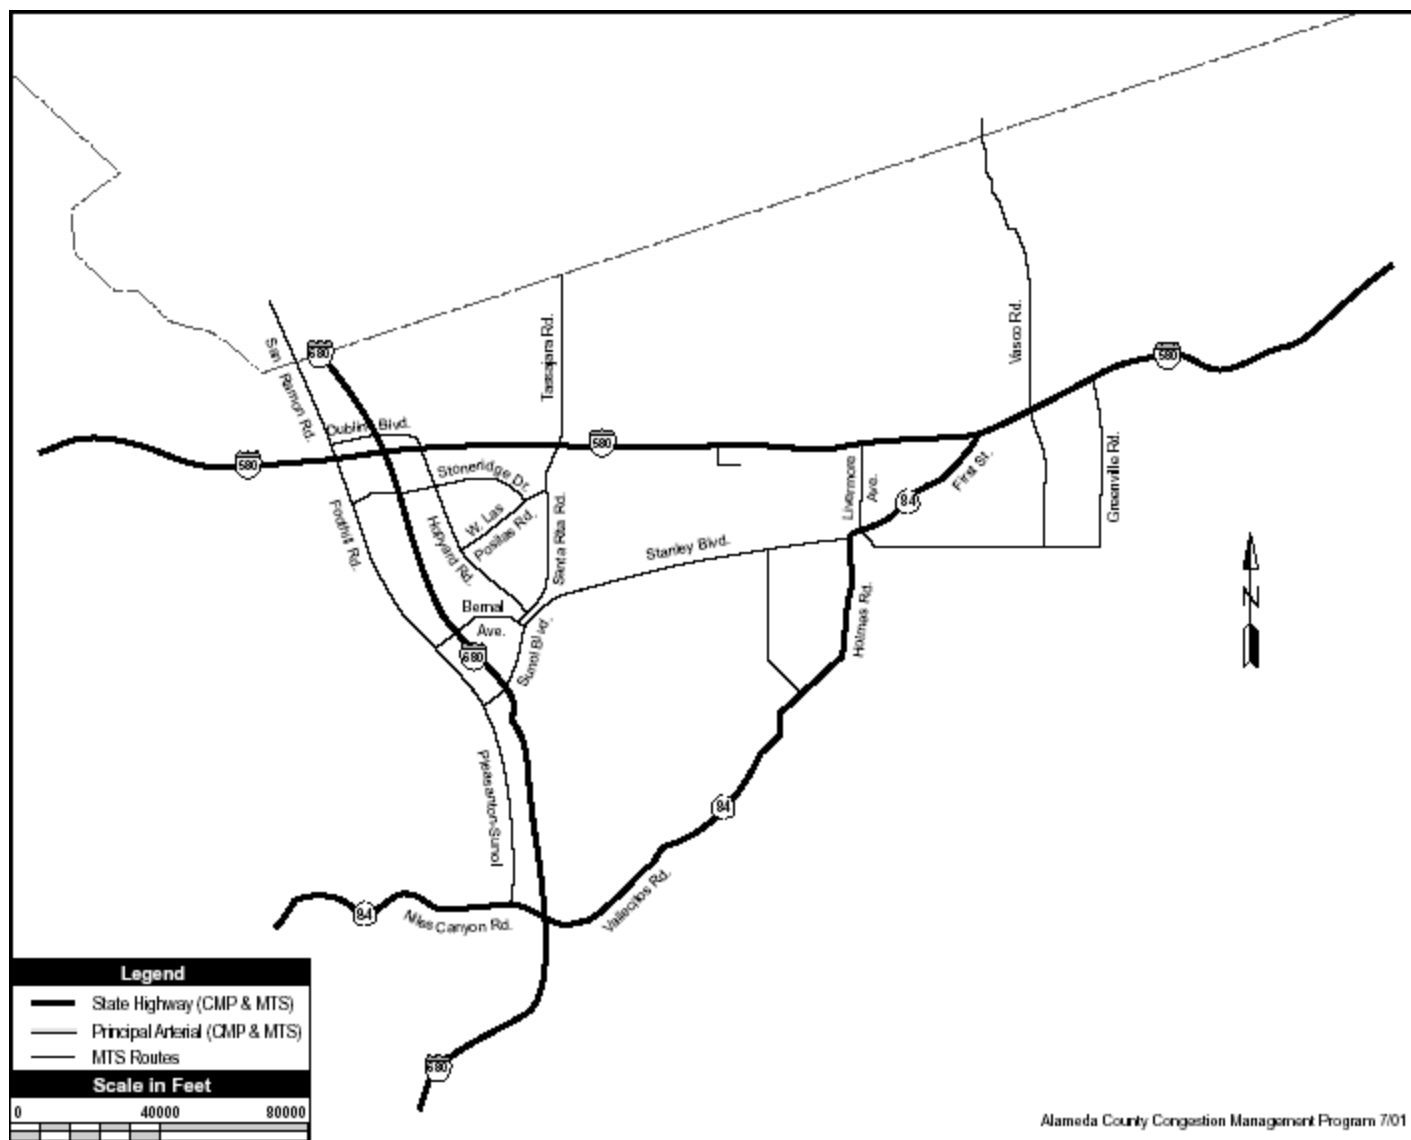 680
San
Ramon Rd.
Tassajara Rd.
Vasco Rd.
580
Dublin Blvd.
580
580
Stoneridge Dr.
Livermore
Ave.
First St.
84
Greenville Rd.
Foothill Rd.
Hopyard Rd.
W. Las
Positas Rd.
Santa Rita Rd.
Stanley Blvd.
Bernal
Ave.
680
Sunol Blvd.
Holmes Rd.
Pleasanton-Sunol
84
Vallecitos Rd.
84
Niles Canyon Rd.
N
680
Legend
State Highway (CMP & MTS)
Principal Arterial (CMP & MTS)
MTS Routes
Scale in Feet
0 40000 80000
Alameda County Congestion Management Program 7/01